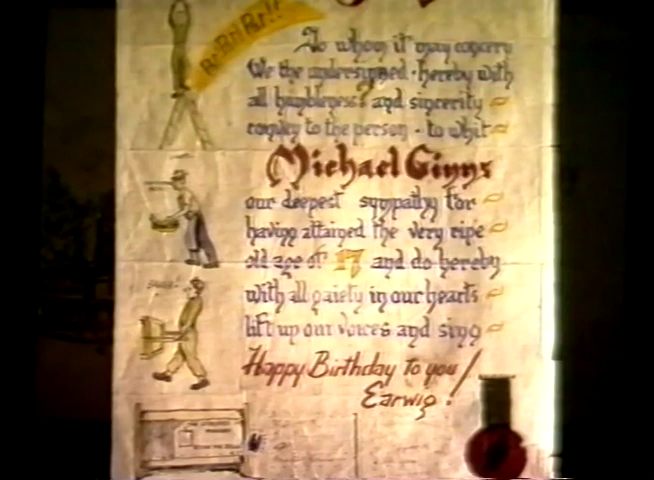 To whom it may concern
We the undersigned - hereby with
all humbleness? and sincerity
convey to the person - to whit
Michael Ginns
our deepest sympathy for
having attained the very ripe
old age of 17 and do hereby
with all gaiety in our hearts
lift up our voices and sing
Happy Birthday to you
Earwig!